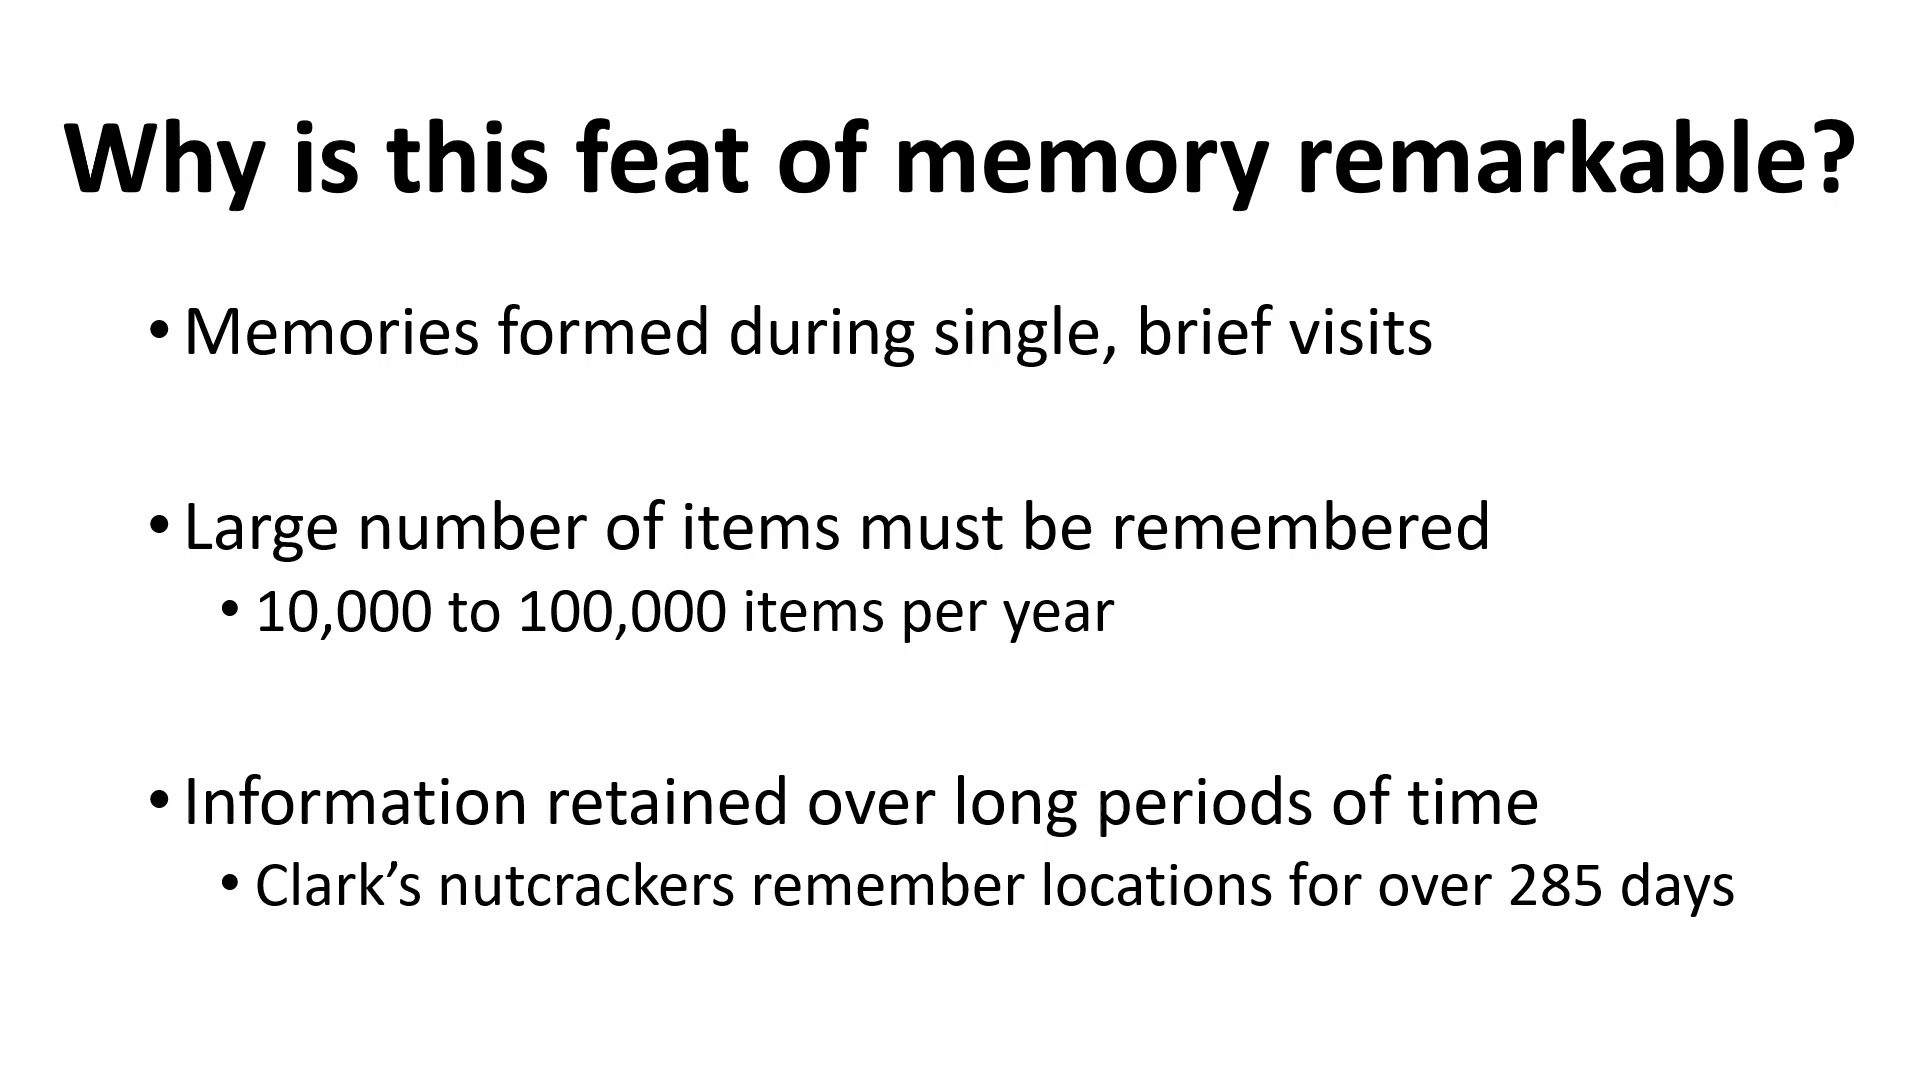 Why is this feat of memory remarkable?
• Memories formed during single, brief visits
• Large number of items must be remembered
• 10,000 to 100,000 items per year
• Information retained over long periods of time
• Clark’s nutcrackers remember locations for over 285 days